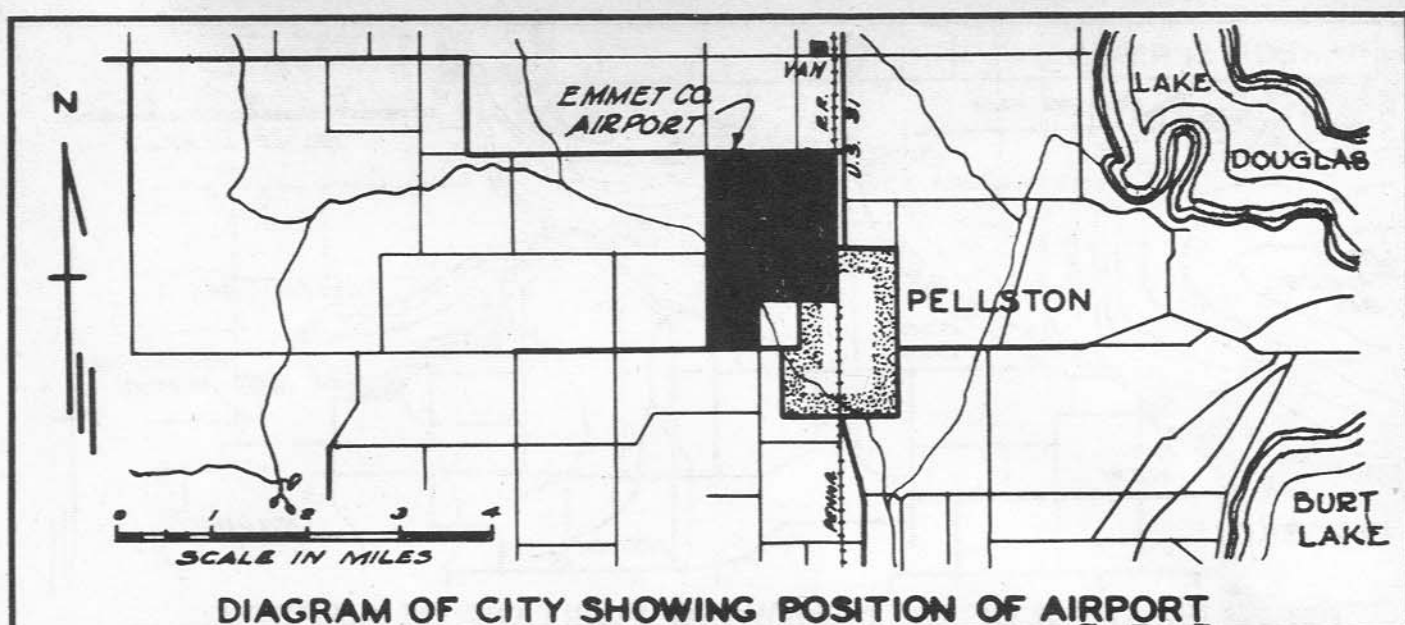 N
EMMET CO.
AIRPORT
VAN
R.R.
U.S. 31
LAKE
DOUGLAS
PELLSTON
PENNA
BURT
LAKE
0 1 2 3 4
SCALE IN MILES
DIAGRAM OF CITY SHOWING POSITION OF AIRPORT